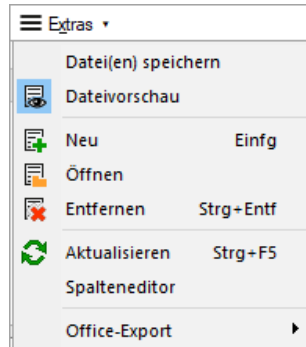 Extras
Datei(en) speichern
Dateivorschau
Neu Einfg
Öffnen
Entfernen Strg+Entf
Aktualisieren Strg+F5
Spalteneditor
Office-Export